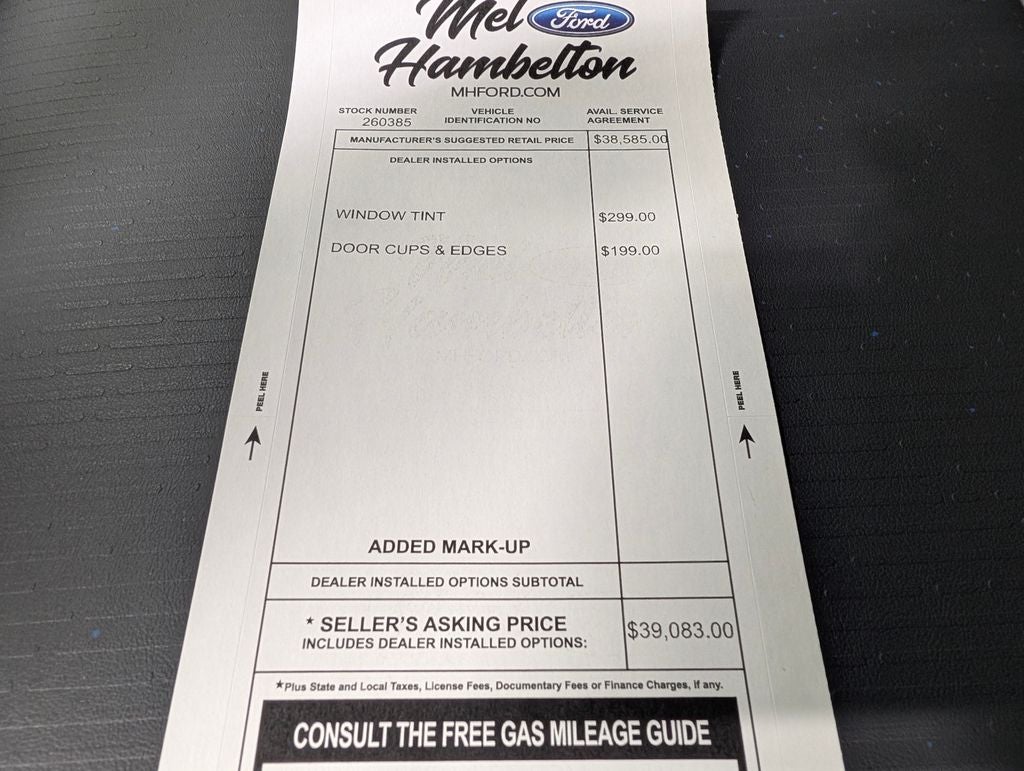 Mel Ford
Hambelton
MHFORD.COM
STOCK NUMBER
260385
VEHICLE
IDENTIFICATION NO
AVAIL. SERVICE
AGREEMENT
MANUFACTURER'S SUGGESTED RETAIL PRICE $38,585.00
DEALER INSTALLED OPTIONS
WINDOW TINT $299.00
DOOR CUPS & EDGES $199.00
PEEL HERE
PEEL HERE
ADDED MARK-UP
DEALER INSTALLED OPTIONS SUBTOTAL
* SELLER'S ASKING PRICE
INCLUDES DEALER INSTALLED OPTIONS:
$39,083.00
*Plus State and Local Taxes, License Fees, Documentary Fees or Finance Charges, if any.
CONSULT THE FREE GAS MILEAGE GUIDE